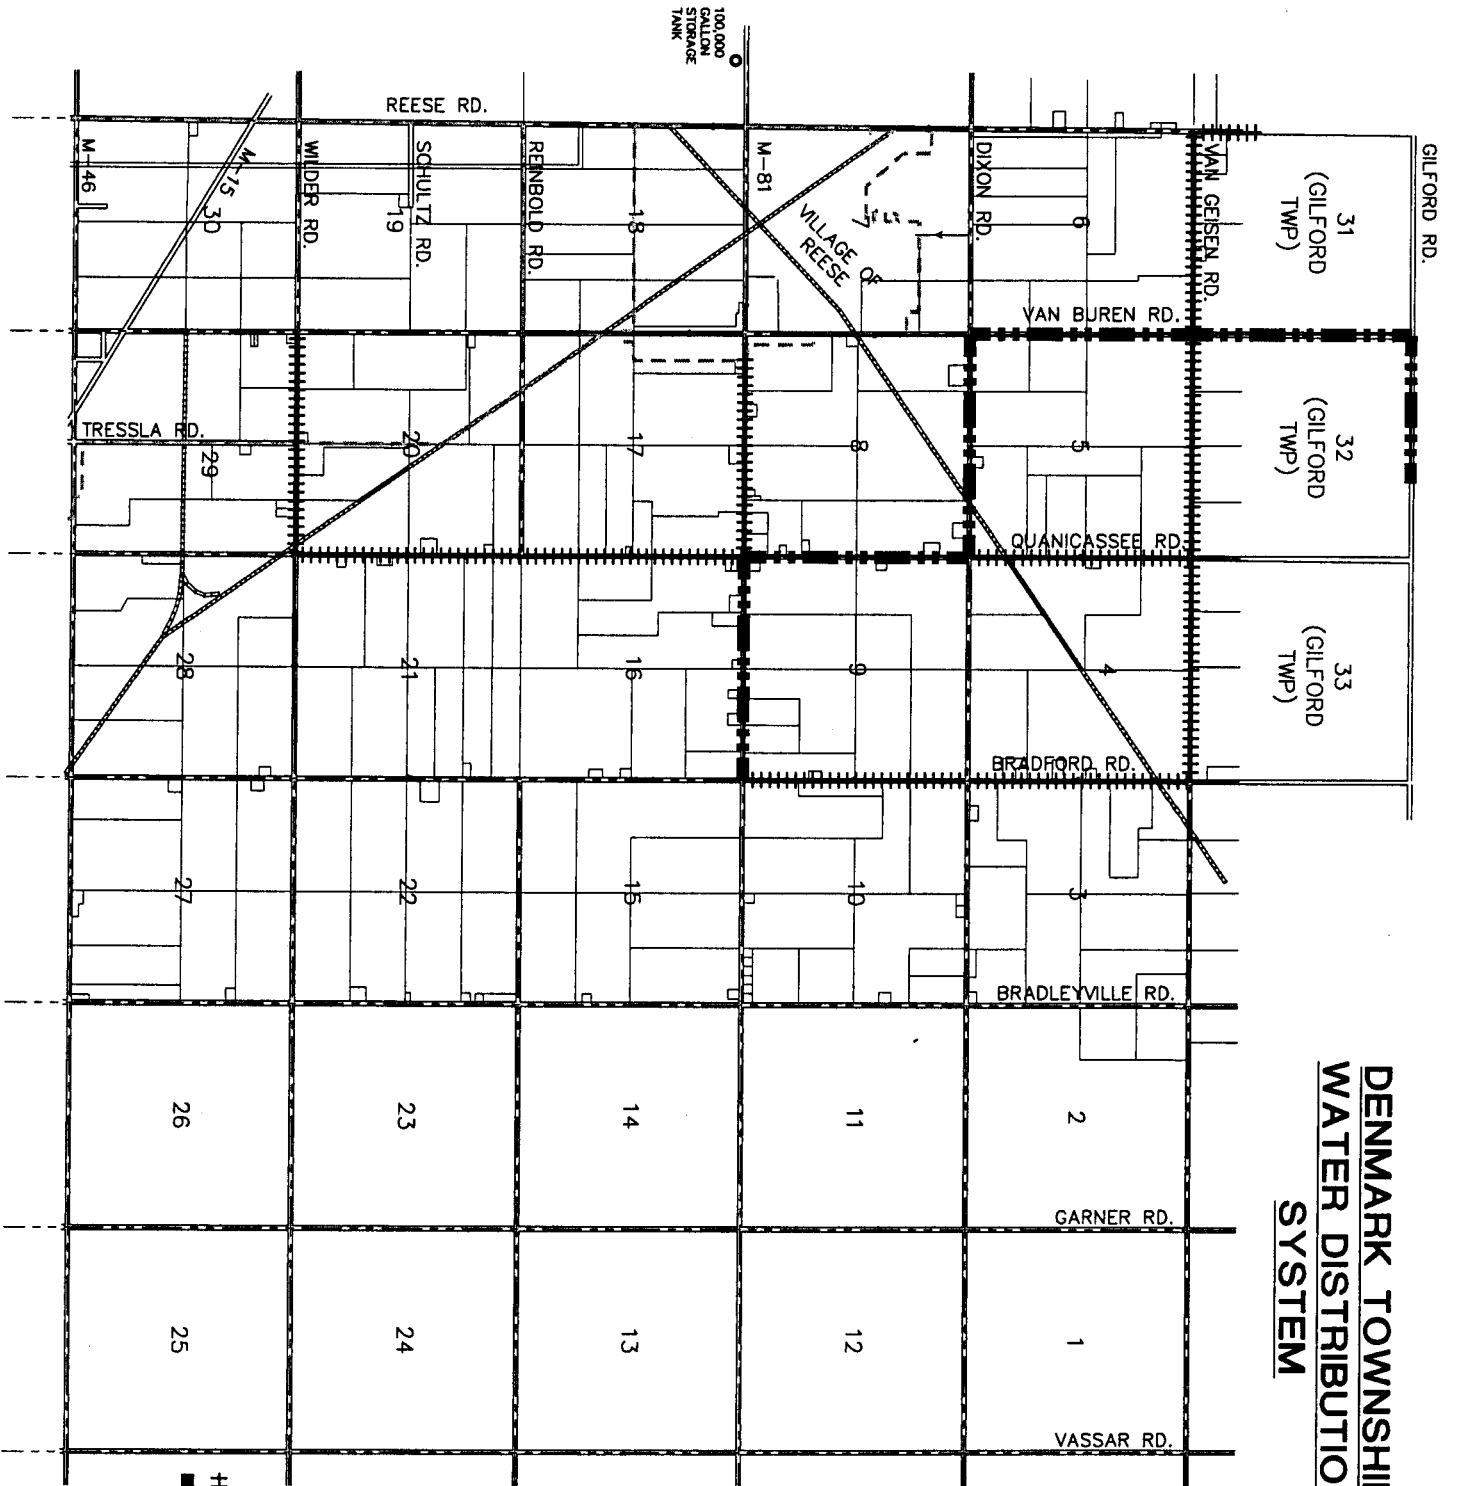 DENMARK TOWNSHI
WATER DISTRIBUTIO
SYSTEM
100,000
GALLON
STORAGE
TANK
GILFORD RD.
31
(GILFORD
TWP)
32
(GILFORD
TWP)
33
(GILFORD
TWP)
VAN GEISEN RD.
DIXON RD.
M-81
REINBOLD RD.
SCHULTZ RD.
WILDER RD.
M-15
M-46
REESE RD.
VAN BUREN RD.
TRESSLA RD.
QUANICASSEE RD.
BRADFORD RD.
BRADLEYVILLE RD.
GARNER RD.
VASSAR RD.
VILLAGE OF
REESE
6
7
18
19
30
5
8
17
20
29
4
9
16
21
28
3
10
15
22
27
2
11
14
23
26
1
12
13
24
25